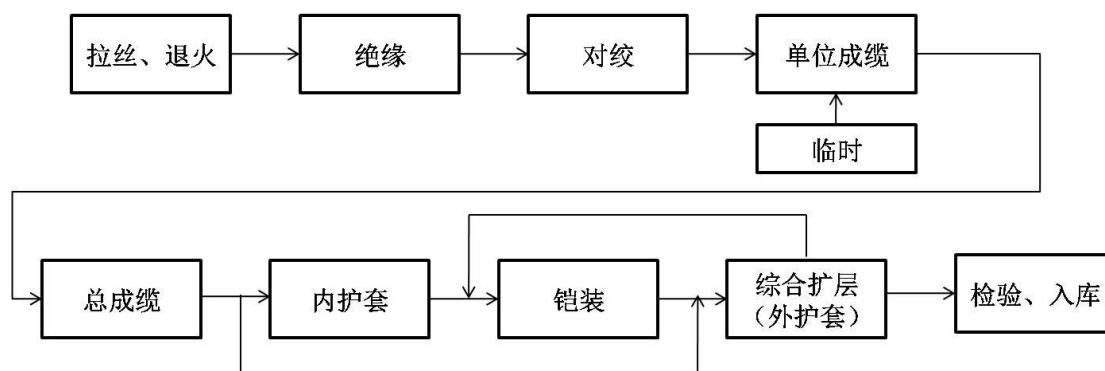 拉丝、退火
绝缘
对绞
单位成缆
临时
总成缆
内护套
铠装
综合扩层
（外护套）
检验、入库